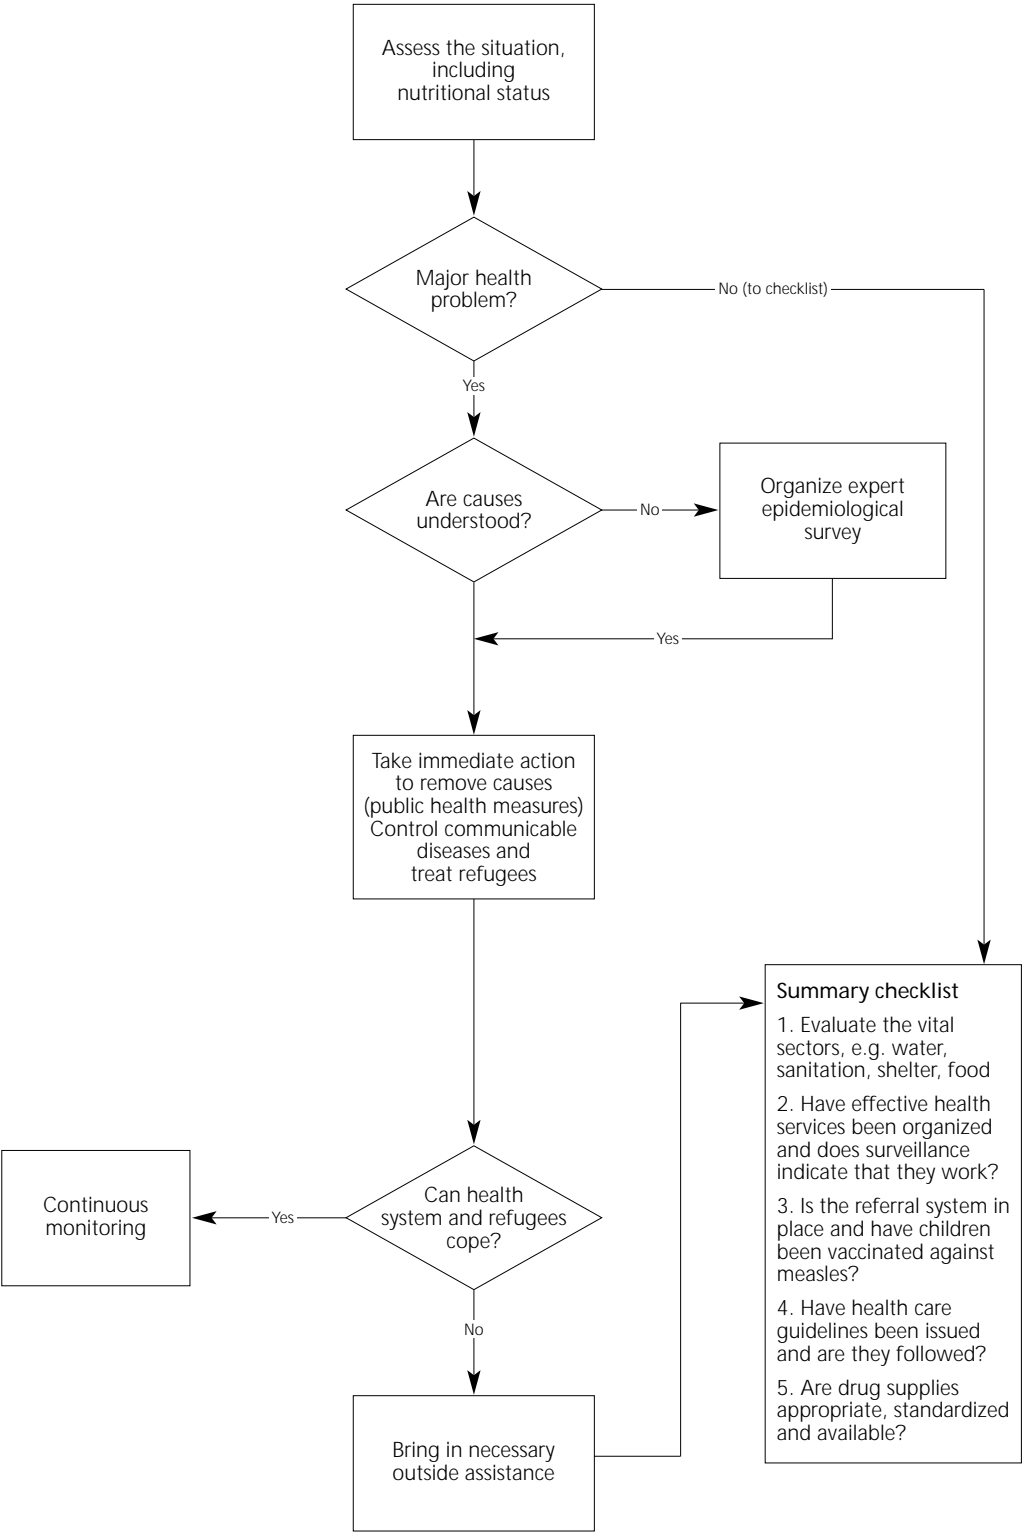 Assess the situation,
including
nutritional status
Major health
problem?
No (to checklist)
Yes
Are causes
understood?
No
Organize expert
epidemiological
survey
Yes
Take immediate action
to remove causes
(public health measures)
Control communicable
diseases and
treat refugees
Can health
system and refugees
cope?
Yes
Continuous
monitoring
No
Bring in necessary
outside assistance
Summary checklist
1. Evaluate the vital
sectors, e.g. water,
sanitation, shelter, food
2. Have effective health
services been organized
and does surveillance
indicate that they work?
3. Is the referral system in
place and have children
been vaccinated against
measles?
4. Have health care
guidelines been issued
and are they followed?
5. Are drug supplies
appropriate, standardized
and available?